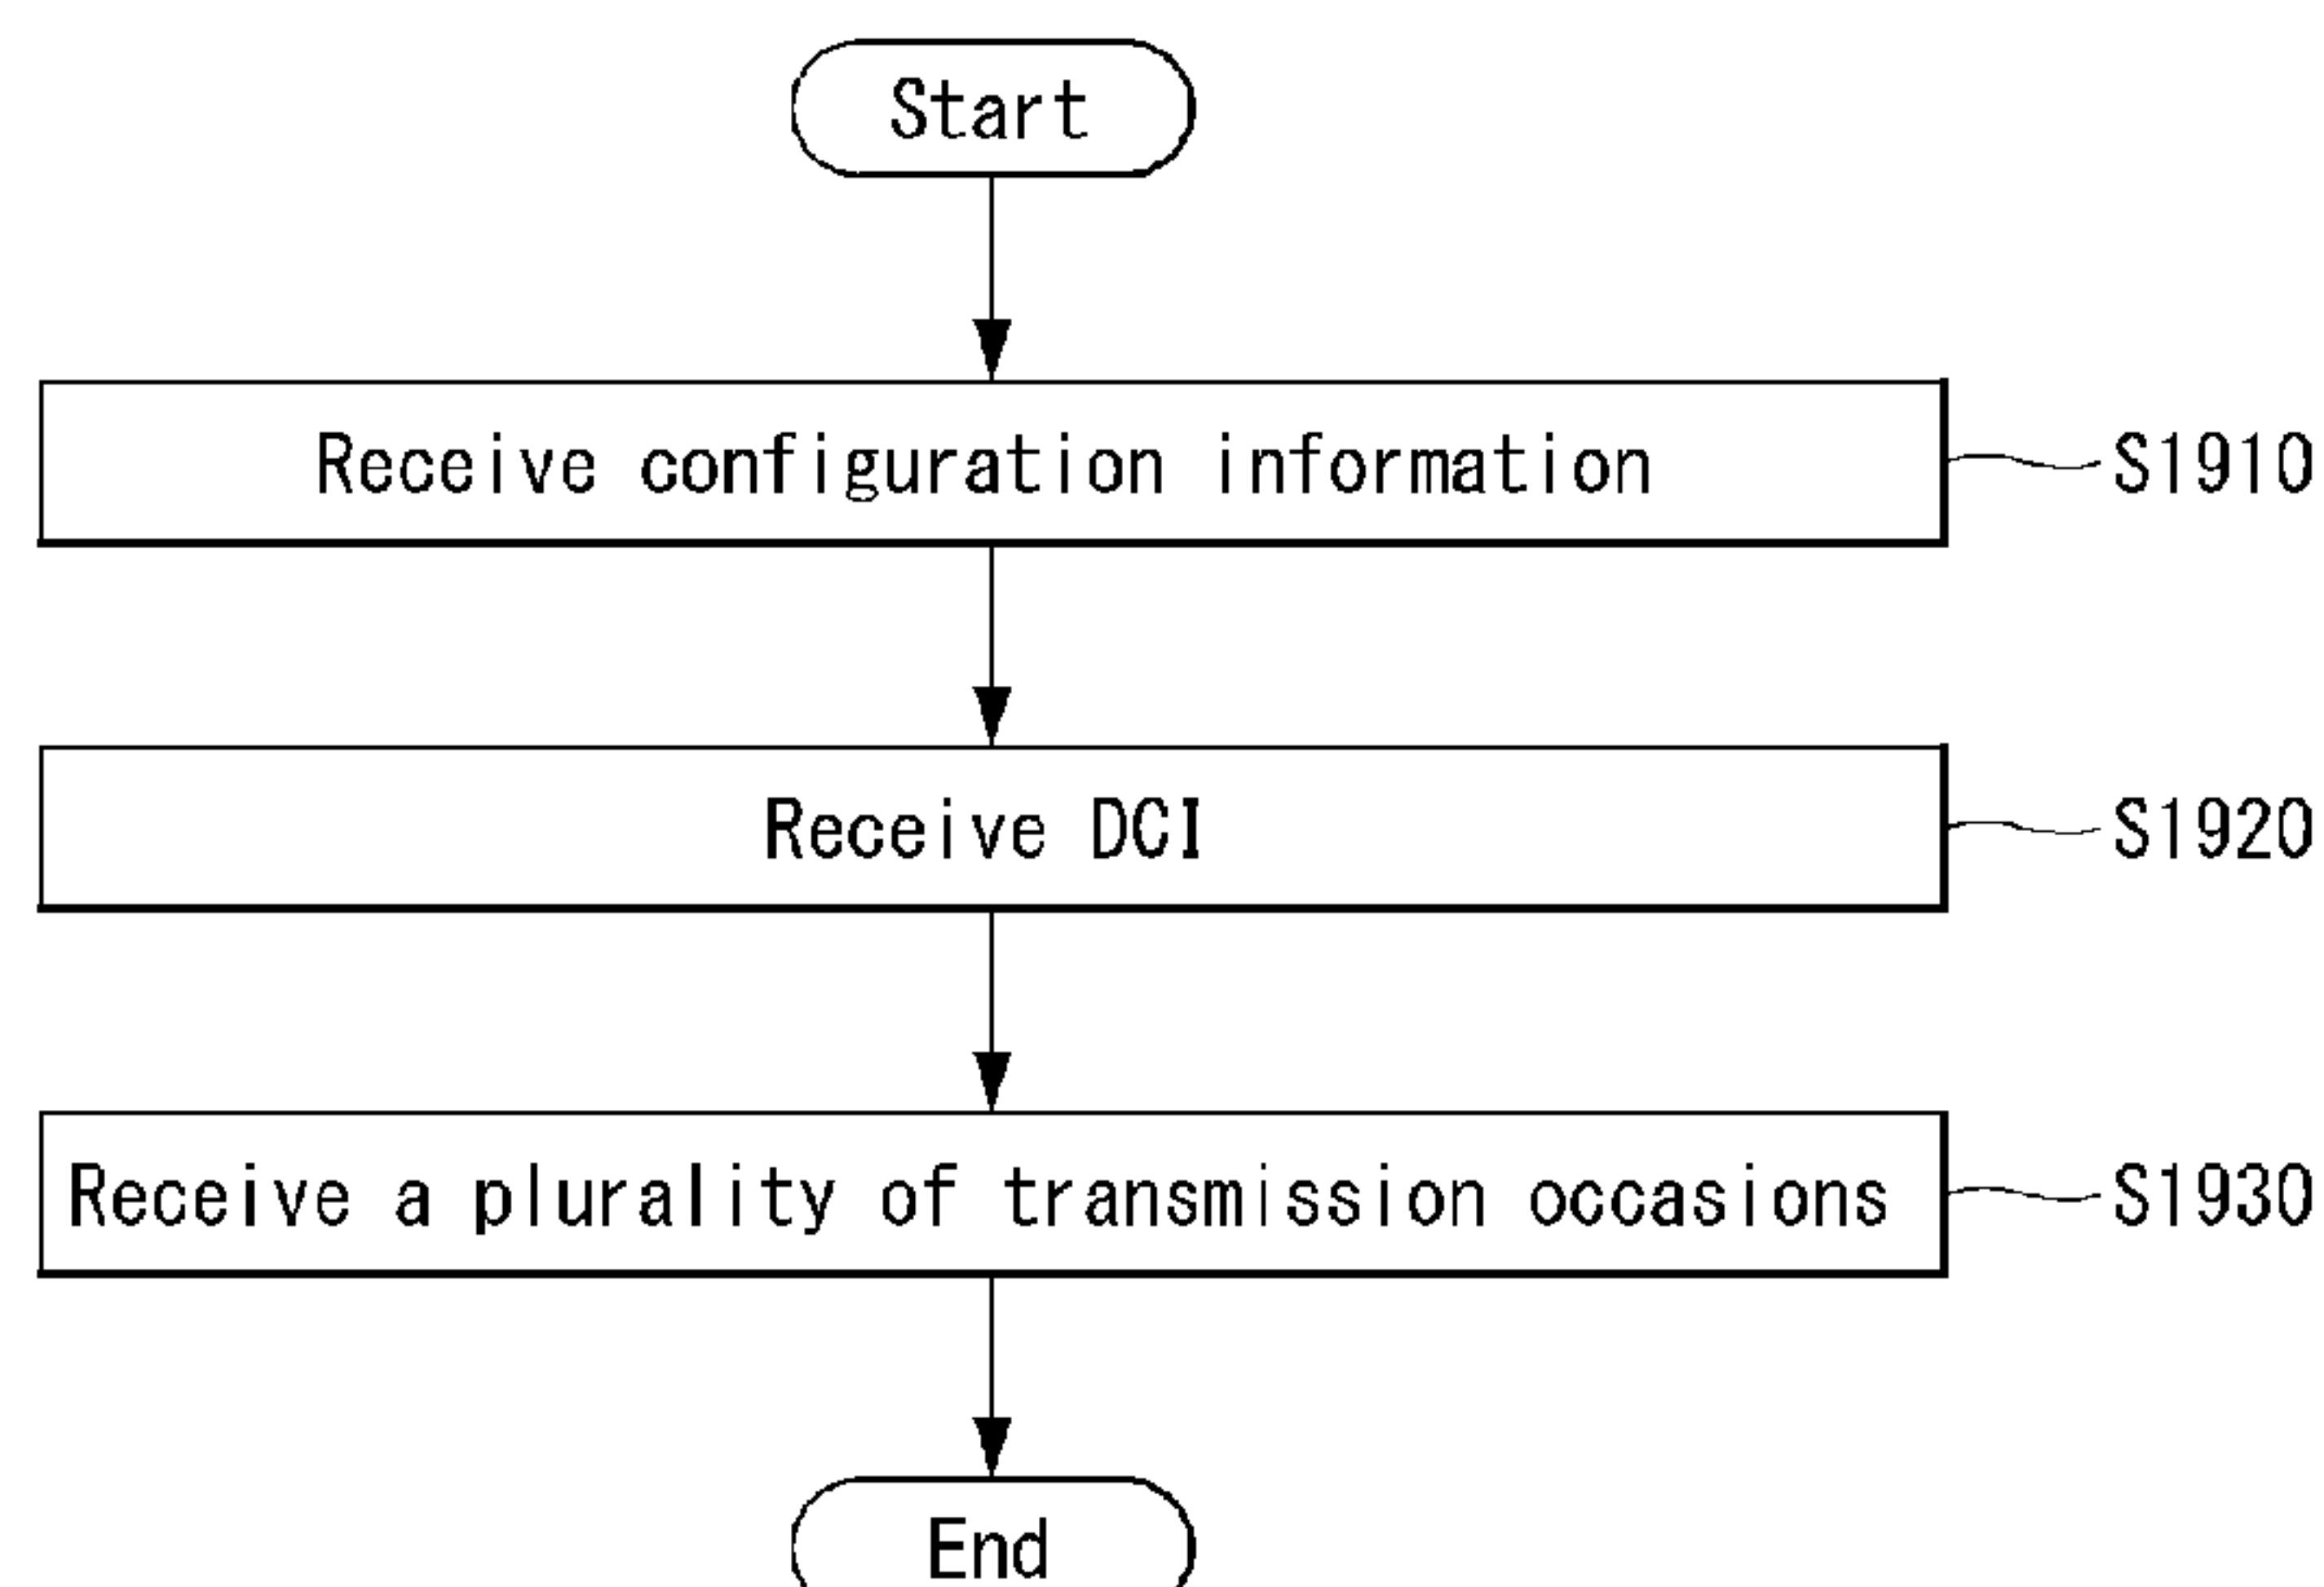 Start
Receive configuration information
S1910
Receive DCI
S1920
Receive a plurality of transmission occasions
S1930
End